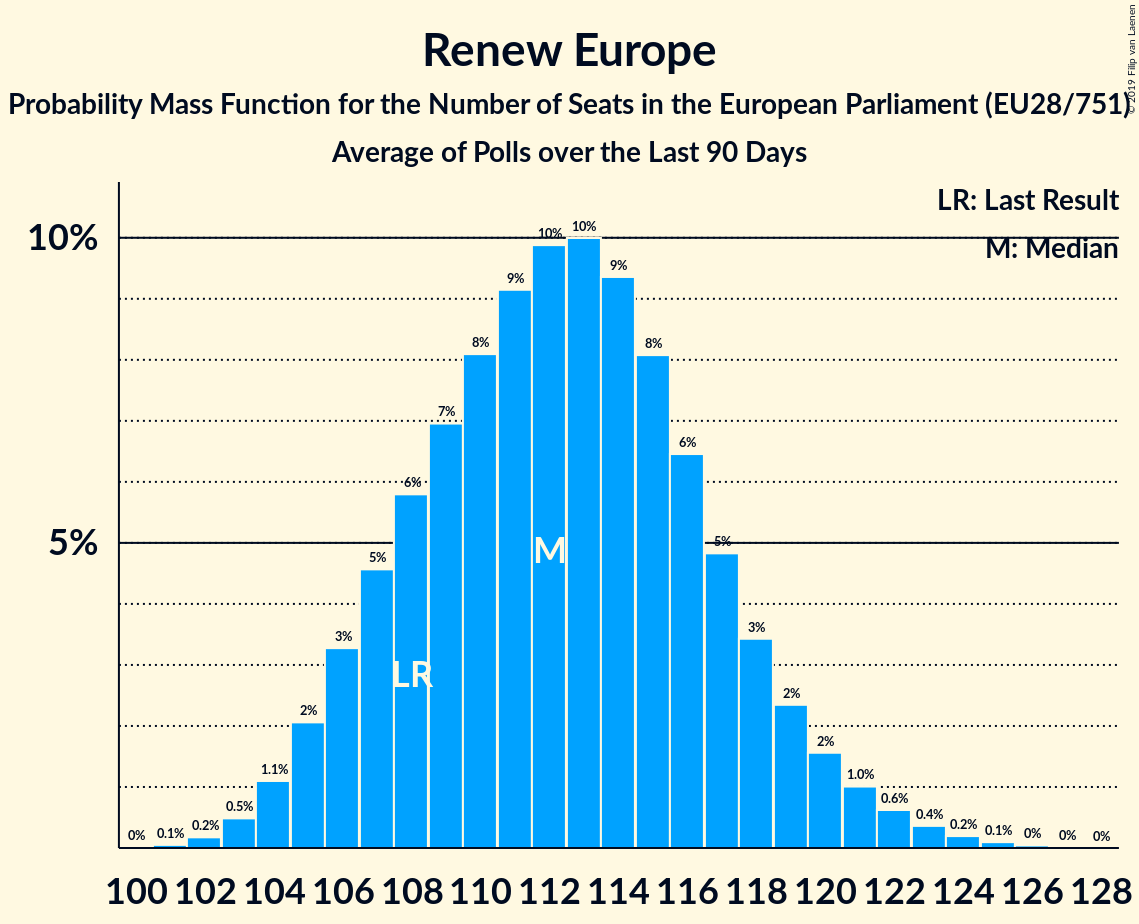 Renew Europe
Probability Mass Function for the Number of Seats in the European Parliament (EU28/751)
Average of Polls over the Last 90 Days
© 2019 Filip van Laenen
LR: Last Result
M: Median
10%
5%
0% 0.1% 0.2% 0.5% 1.1% 2% 3% 5% 6% 7% 8% 9% 10% 10% 9% 8% 6% 5% 3% 2% 2% 1.0% 0.6% 0.4% 0.2% 0.1% 0% 0% 0%
LR
M
100 102 104 106 108 110 112 114 116 118 120 122 124 126 128